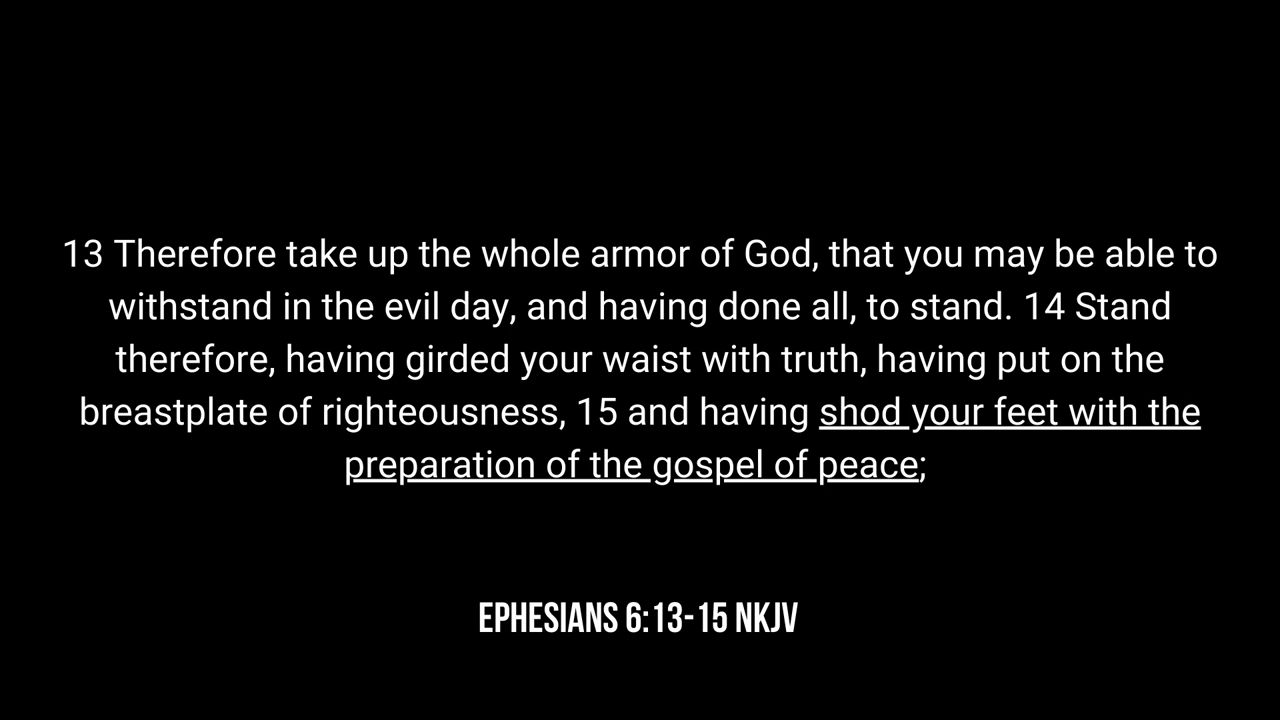 13 Therefore take up the whole armor of God, that you may be able to
withstand in the evil day, and having done all, to stand. 14 Stand
therefore, having girded your waist with truth, having put on the
breastplate of righteousness, 15 and having shod your feet with the
preparation of the gospel of peace;
EPHESIANS 6:13-15 NKJV